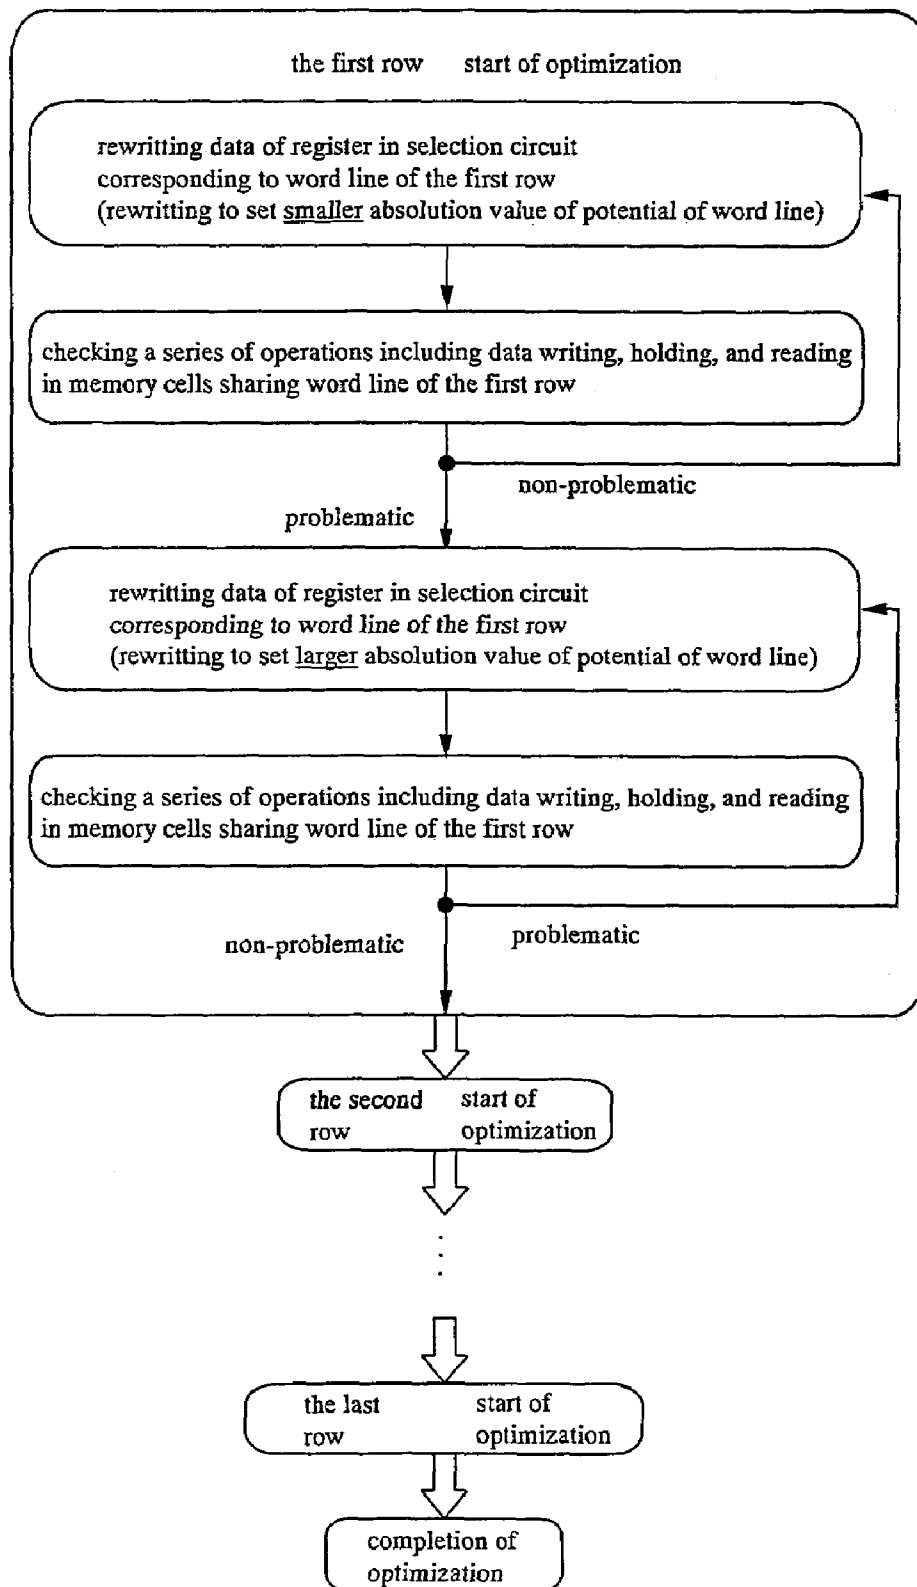 the first row start of optimization
rewritting data of register in selection circuit
corresponding to word line of the first row
(rewritting to set smaller absolution value of potential of word line)
checking a series of operations including data writing, holding, and reading
in memory cells sharing word line of the first row
non-problematic
problematic
rewritting data of register in selection circuit
corresponding to word line of the first row
(rewritting to set larger absolution value of potential of word line)
checking a series of operations including data writing, holding, and reading
in memory cells sharing word line of the first row
non-problematic
problematic
the second start of
row optimization
the last start of
row optimization
completion of
optimization